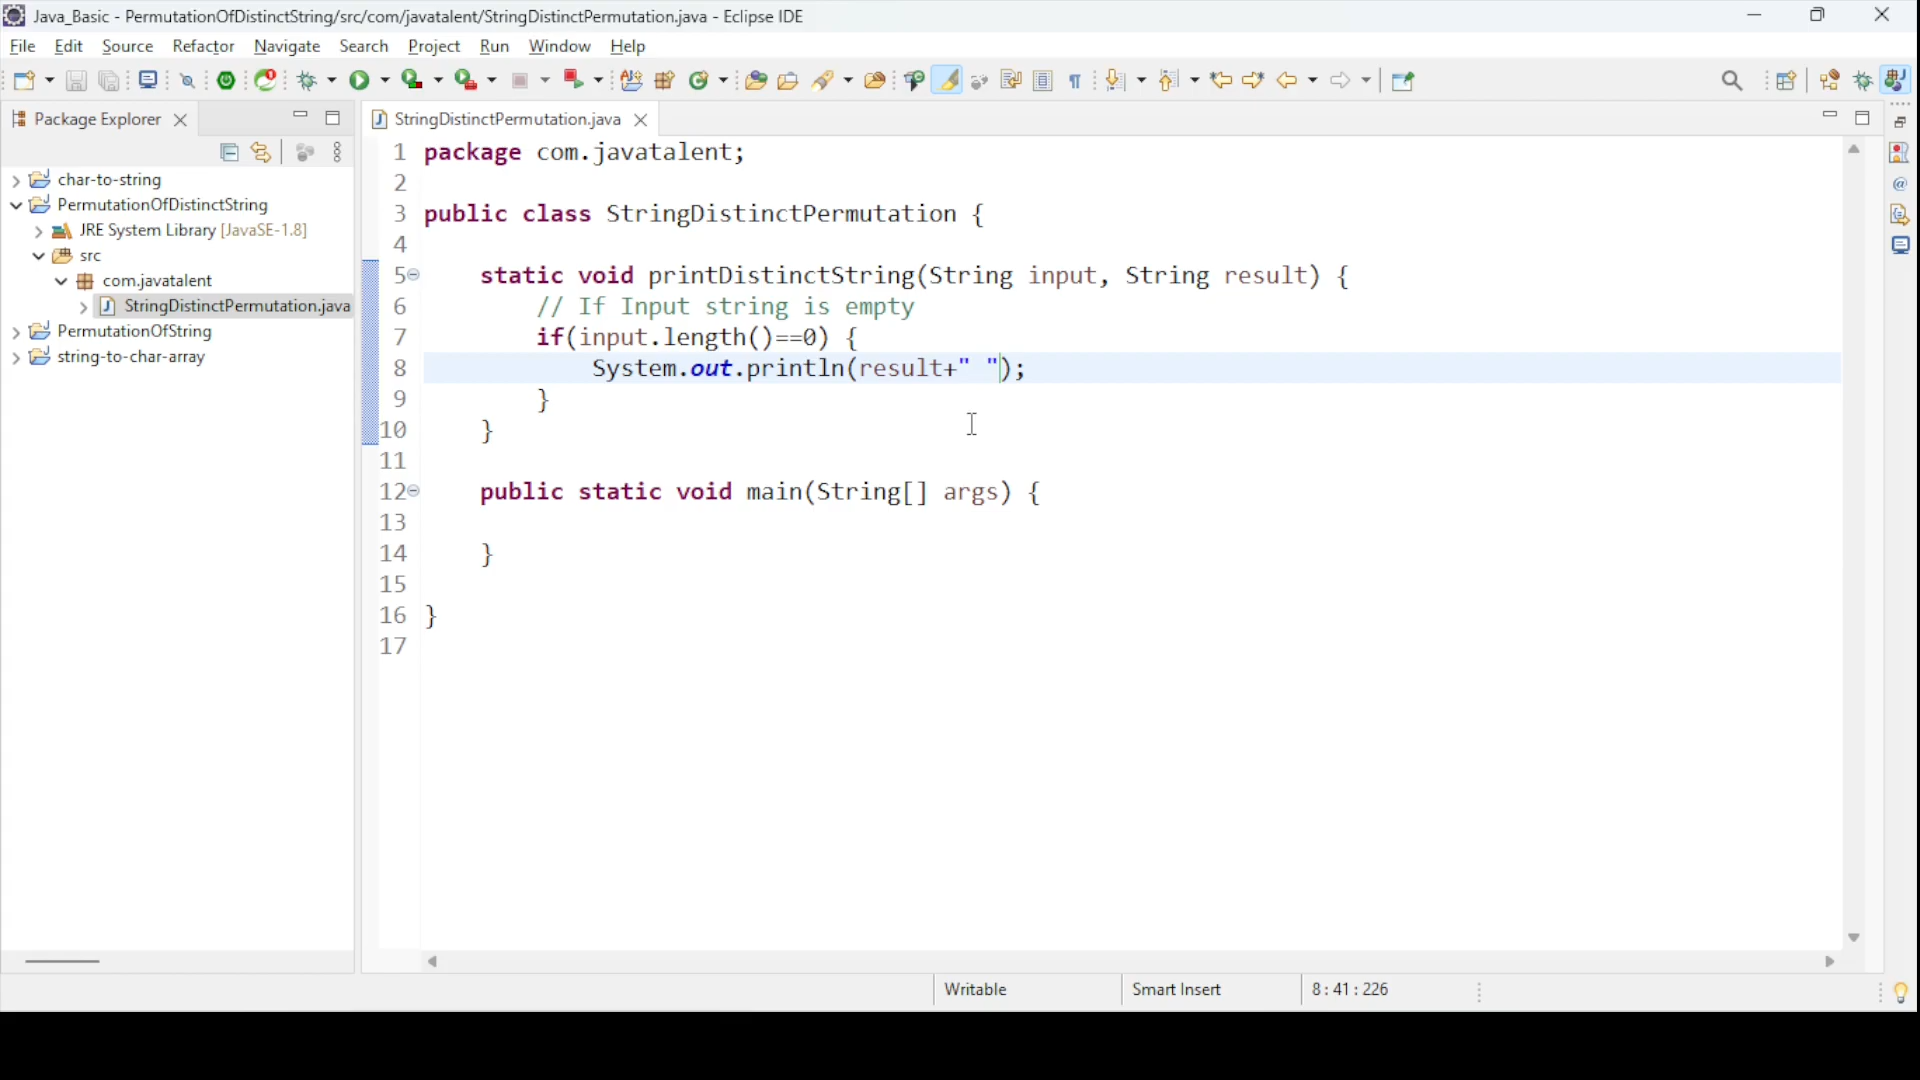 Java_Basic - PermutationOfDistinctString/src/com/javatalent/StringDistinctPermutation.java - Eclipse IDE
File Edit Source Refactor Navigate Search Project Run Window Help
Package Explorer
StringDistinctPermutation.java
char-to-string
PermutationOfDistinctString
JRE System Library [JavaSE-1.8]
src
com.javatalent
StringDistinctPermutation.java
PermutationOfString
string-to-char-array
1 package com.javatalent;
2
3 public class StringDistinctPermutation {
4
5 static void printDistinctString(String input, String result) {
6 // If Input string is empty
7 if(input.length()==0) {
8 System.out.println(result+" ");
9 }
10 }
11
12 public static void main(String[] args) {
13
14 }
15
16 }
17
Writable Smart Insert 8 : 41 : 226